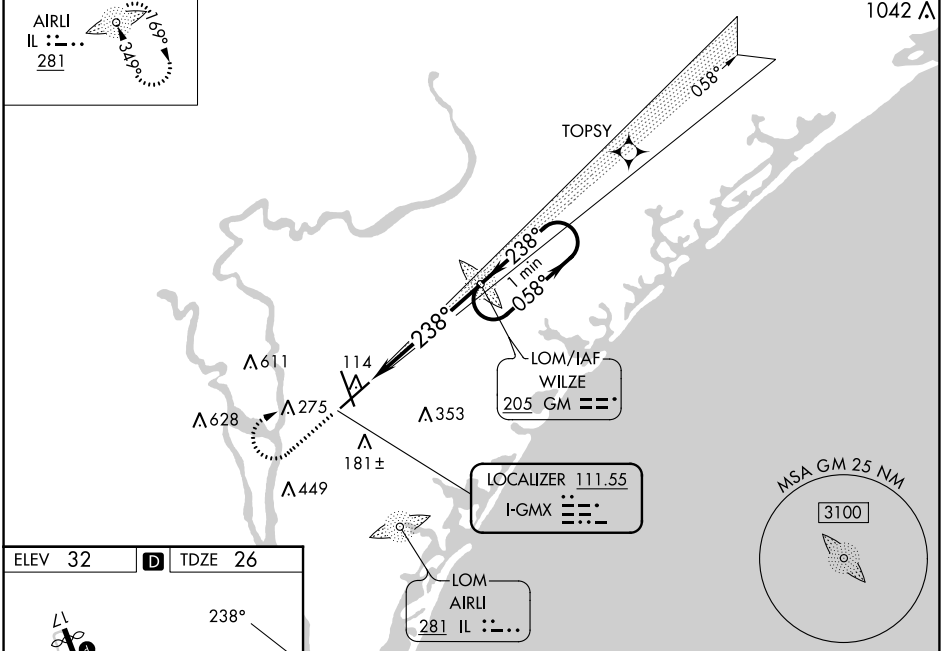 AIRLI
IL
281
169°
349°
1042
058°
TOPSY
238°
1 min
058°
238°
LOM/IAF
WILZE
205 GM
611
114
628
275
353
181±
449
LOCALIZER 111.55
I-GMX
MSA GM 25 NM
3100
LOM
AIRLI
281 IL
ELEV 32 D TDZE 26
17
238°
A